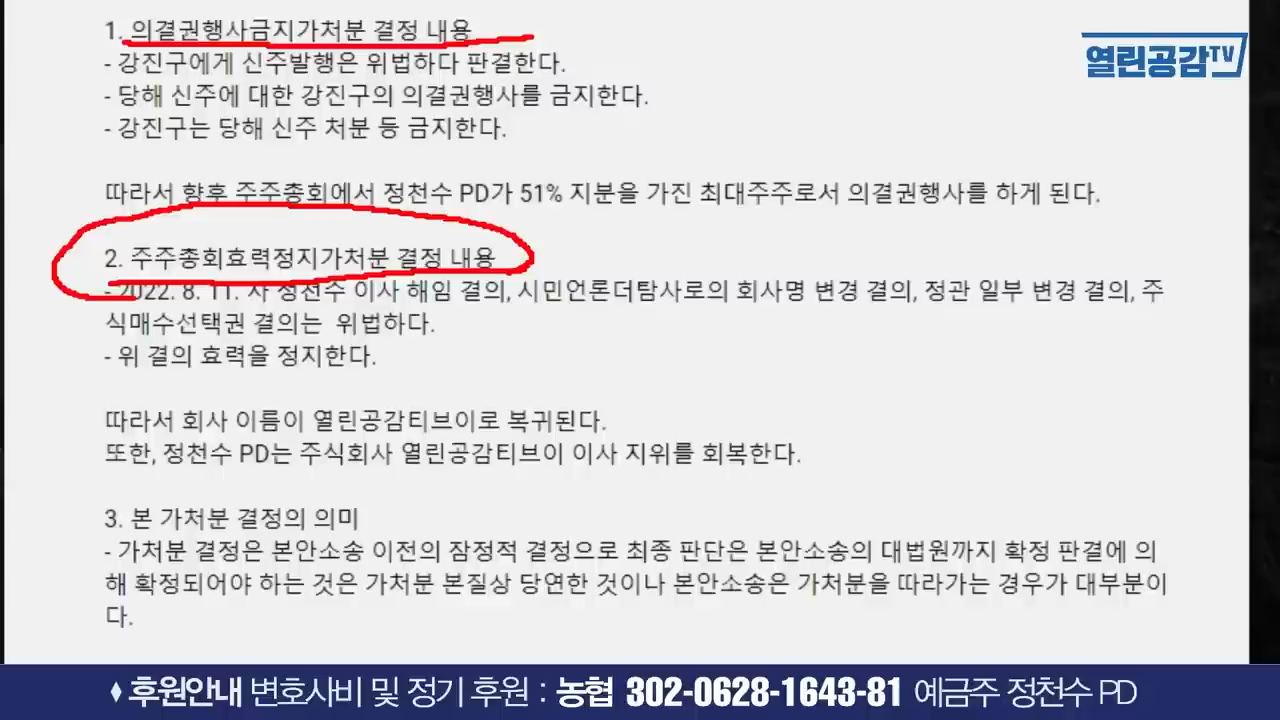 1. 의결권행사금지가처분 결정 내용
열린공감TV
- 강진구에게 신주발행은 위법하다 판결한다.
- 당해 신주에 대한 강진구의 의결권행사를 금지한다.
- 강진구는 당해 신주 처분 등 금지한다.
따라서 향후 주주총회에서 정천수 PD가 51% 지분을 가진 최대주주로서 의결권행사를 하게 된다.
2. 주주총회효력정지가처분 결정 내용
- 2022. 8. 11. 자 정천수 이사 해임 결의, 시민언론더탐사로의 회사명 변경 결의, 정관 일부 변경 결의, 주
식매수선택권 결의는 위법하다.
- 위 결의 효력을 정지한다.
따라서 회사 이름이 열린공감티브이로 복귀된다.
또한, 정천수 PD는 주식회사 열린공감티브이 이사 지위를 회복한다.
3. 본 가처분 결정의 의미
- 가처분 결정은 본안소송 이전의 잠정적 결정으로 최종 판단은 본안소송의 대법원까지 확정 판결에 의
해 확정되어야 하는 것은 가처분 본질상 당연한 것이나 본안소송은 가처분을 따라가는 경우가 대부분이
다.
♦ 후원안내 변호사비 및 정기 후원 : 농협 302-0628-1643-81 예금주 정천수 PD